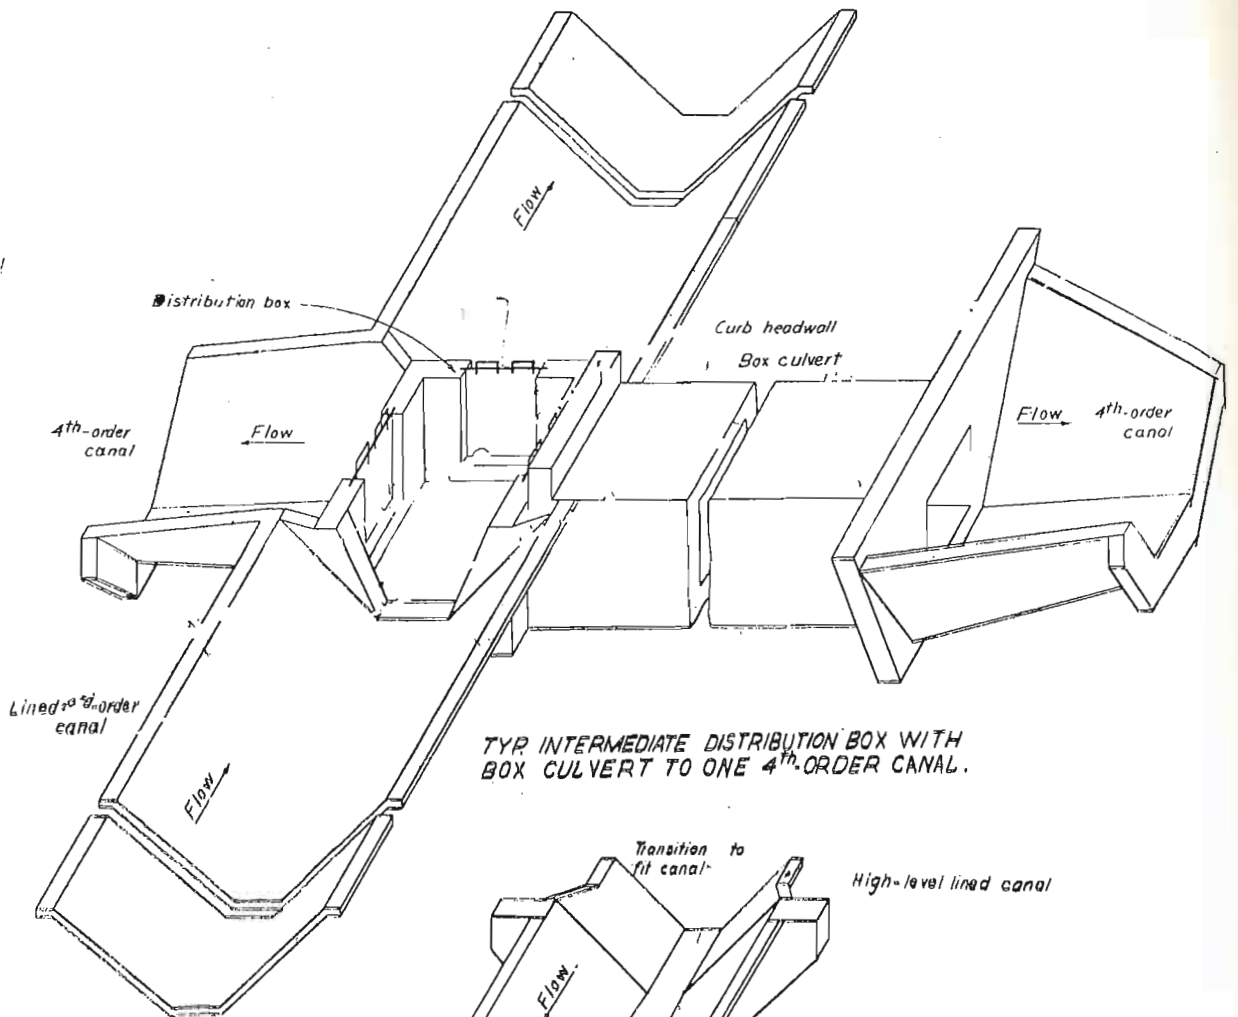 Flow
Distribution box
Curb headwall
Box culvert
4th-order
canal
Flow
Flow
4th-order
canal
Lined 3rd-order
canal
Flow
TYP. INTERMEDIATE DISTRIBUTION BOX WITH
BOX CULVERT TO ONE 4th-ORDER CANAL.
Transition to
fit canal
High-level lined canal
Flow